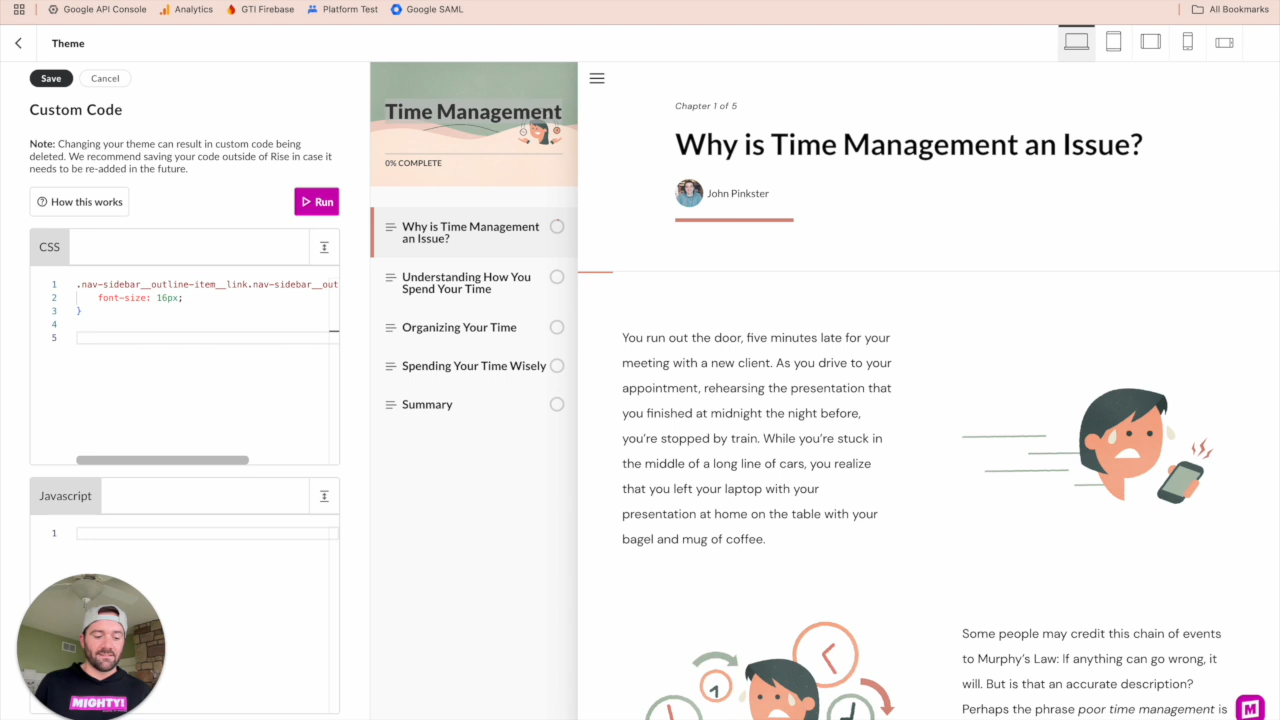 Google API Console
Analytics
GTI Firebase
Platform Test
Google SAML
All Bookmarks
Theme
Save
Cancel
Custom Code
Note: Changing your theme can result in custom code being
deleted. We recommend saving your code outside of Rise in case it
needs to be re-added in the future.
How this works
Run
CSS
1 .nav-sidebar__outline-item__link.nav-sidebar__out
2 font-size: 16px;
3 }
4
5
Javascript
1
MIGHTY!
Time Management
0% COMPLETE
Why is Time Management
an Issue?
Understanding How You
Spend Your Time
Organizing Your Time
Spending Your Time Wisely
Summary
Chapter 1 of 5
Why is Time Management an Issue?
John Pinkster
You run out the door, five minutes late for your
meeting with a new client. As you drive to your
appointment, rehearsing the presentation that
you finished at midnight the night before,
you’re stopped by train. While you’re stuck in
the middle of a long line of cars, you realize
that you left your laptop with your
presentation at home on the table with your
bagel and mug of coffee.
Some people may credit this chain of events
to Murphy’s Law: If anything can go wrong, it
will. But is that an accurate description?
Perhaps the phrase poor time management is
M